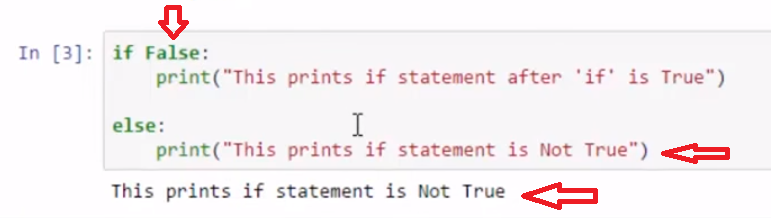 In [3]: if False:
print("This prints if statement after 'if' is True")
else:
print("This prints if statement is Not True")
This prints if statement is Not True